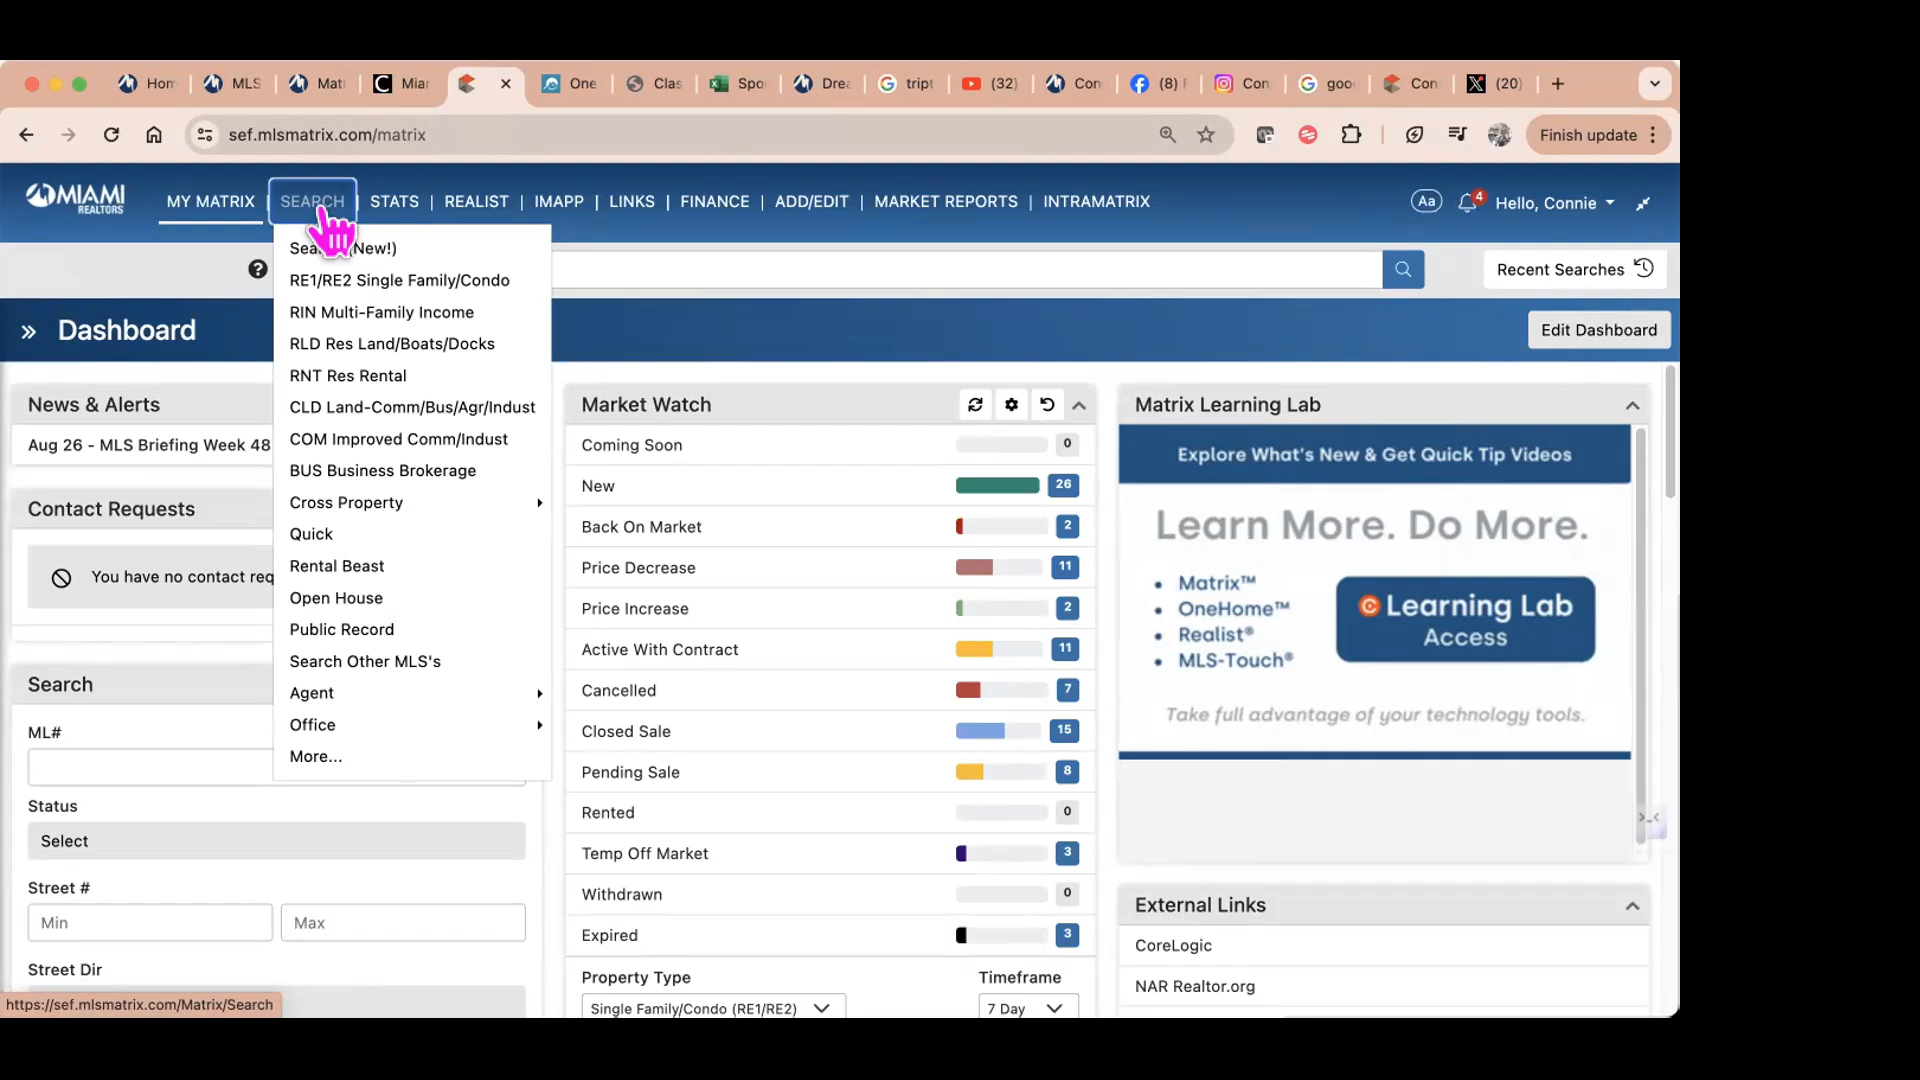 Hom
MLS
Mat
Miar
One
Clas
Spo
Drea
tript
(32)
Con
(8) F
Con
goo
Con
(20)
sef.mlsmatrix.com/matrix
Finish update
MIAMI
REALTORS
MY MATRIX
SEARCH
STATS
REALIST
IMAPP
LINKS
FINANCE
ADD/EDIT
MARKET REPORTS
INTRAMATRIX
Aa
4
Hello, Connie
Recent Searches
Dashboard
Edit Dashboard
(New!)
RE1/RE2 Single Family/Condo
RIN Multi-Family Income
RLD Res Land/Boats/Docks
RNT Res Rental
CLD Land-Comm/Bus/Agr/Indust
COM Improved Comm/Indust
BUS Business Brokerage
Cross Property
Quick
Rental Beast
Open House
Public Record
Search Other MLS's
Agent
Office
More...
News & Alerts
Aug 26 - MLS Briefing Week 48
Contact Requests
You have no contact req
Search
ML#
Status
Select
Street #
Min
Max
Street Dir
https://sef.mlsmatrix.com/Matrix/Search
Market Watch
Coming Soon 0
New 26
Back On Market 2
Price Decrease 11
Price Increase 2
Active With Contract 11
Cancelled 7
Closed Sale 15
Pending Sale 8
Rented 0
Temp Off Market 3
Withdrawn 0
Expired 3
Property Type
Timeframe
Single Family/Condo (RE1/RE2)
7 Day
Matrix Learning Lab
Explore What's New & Get Quick Tip Videos
Learn More. Do More.
• Matrix™
• OneHome™
• Realist®
• MLS-Touch®
Learning Lab
Access
Take full advantage of your technology tools.
External Links
CoreLogic
NAR Realtor.org